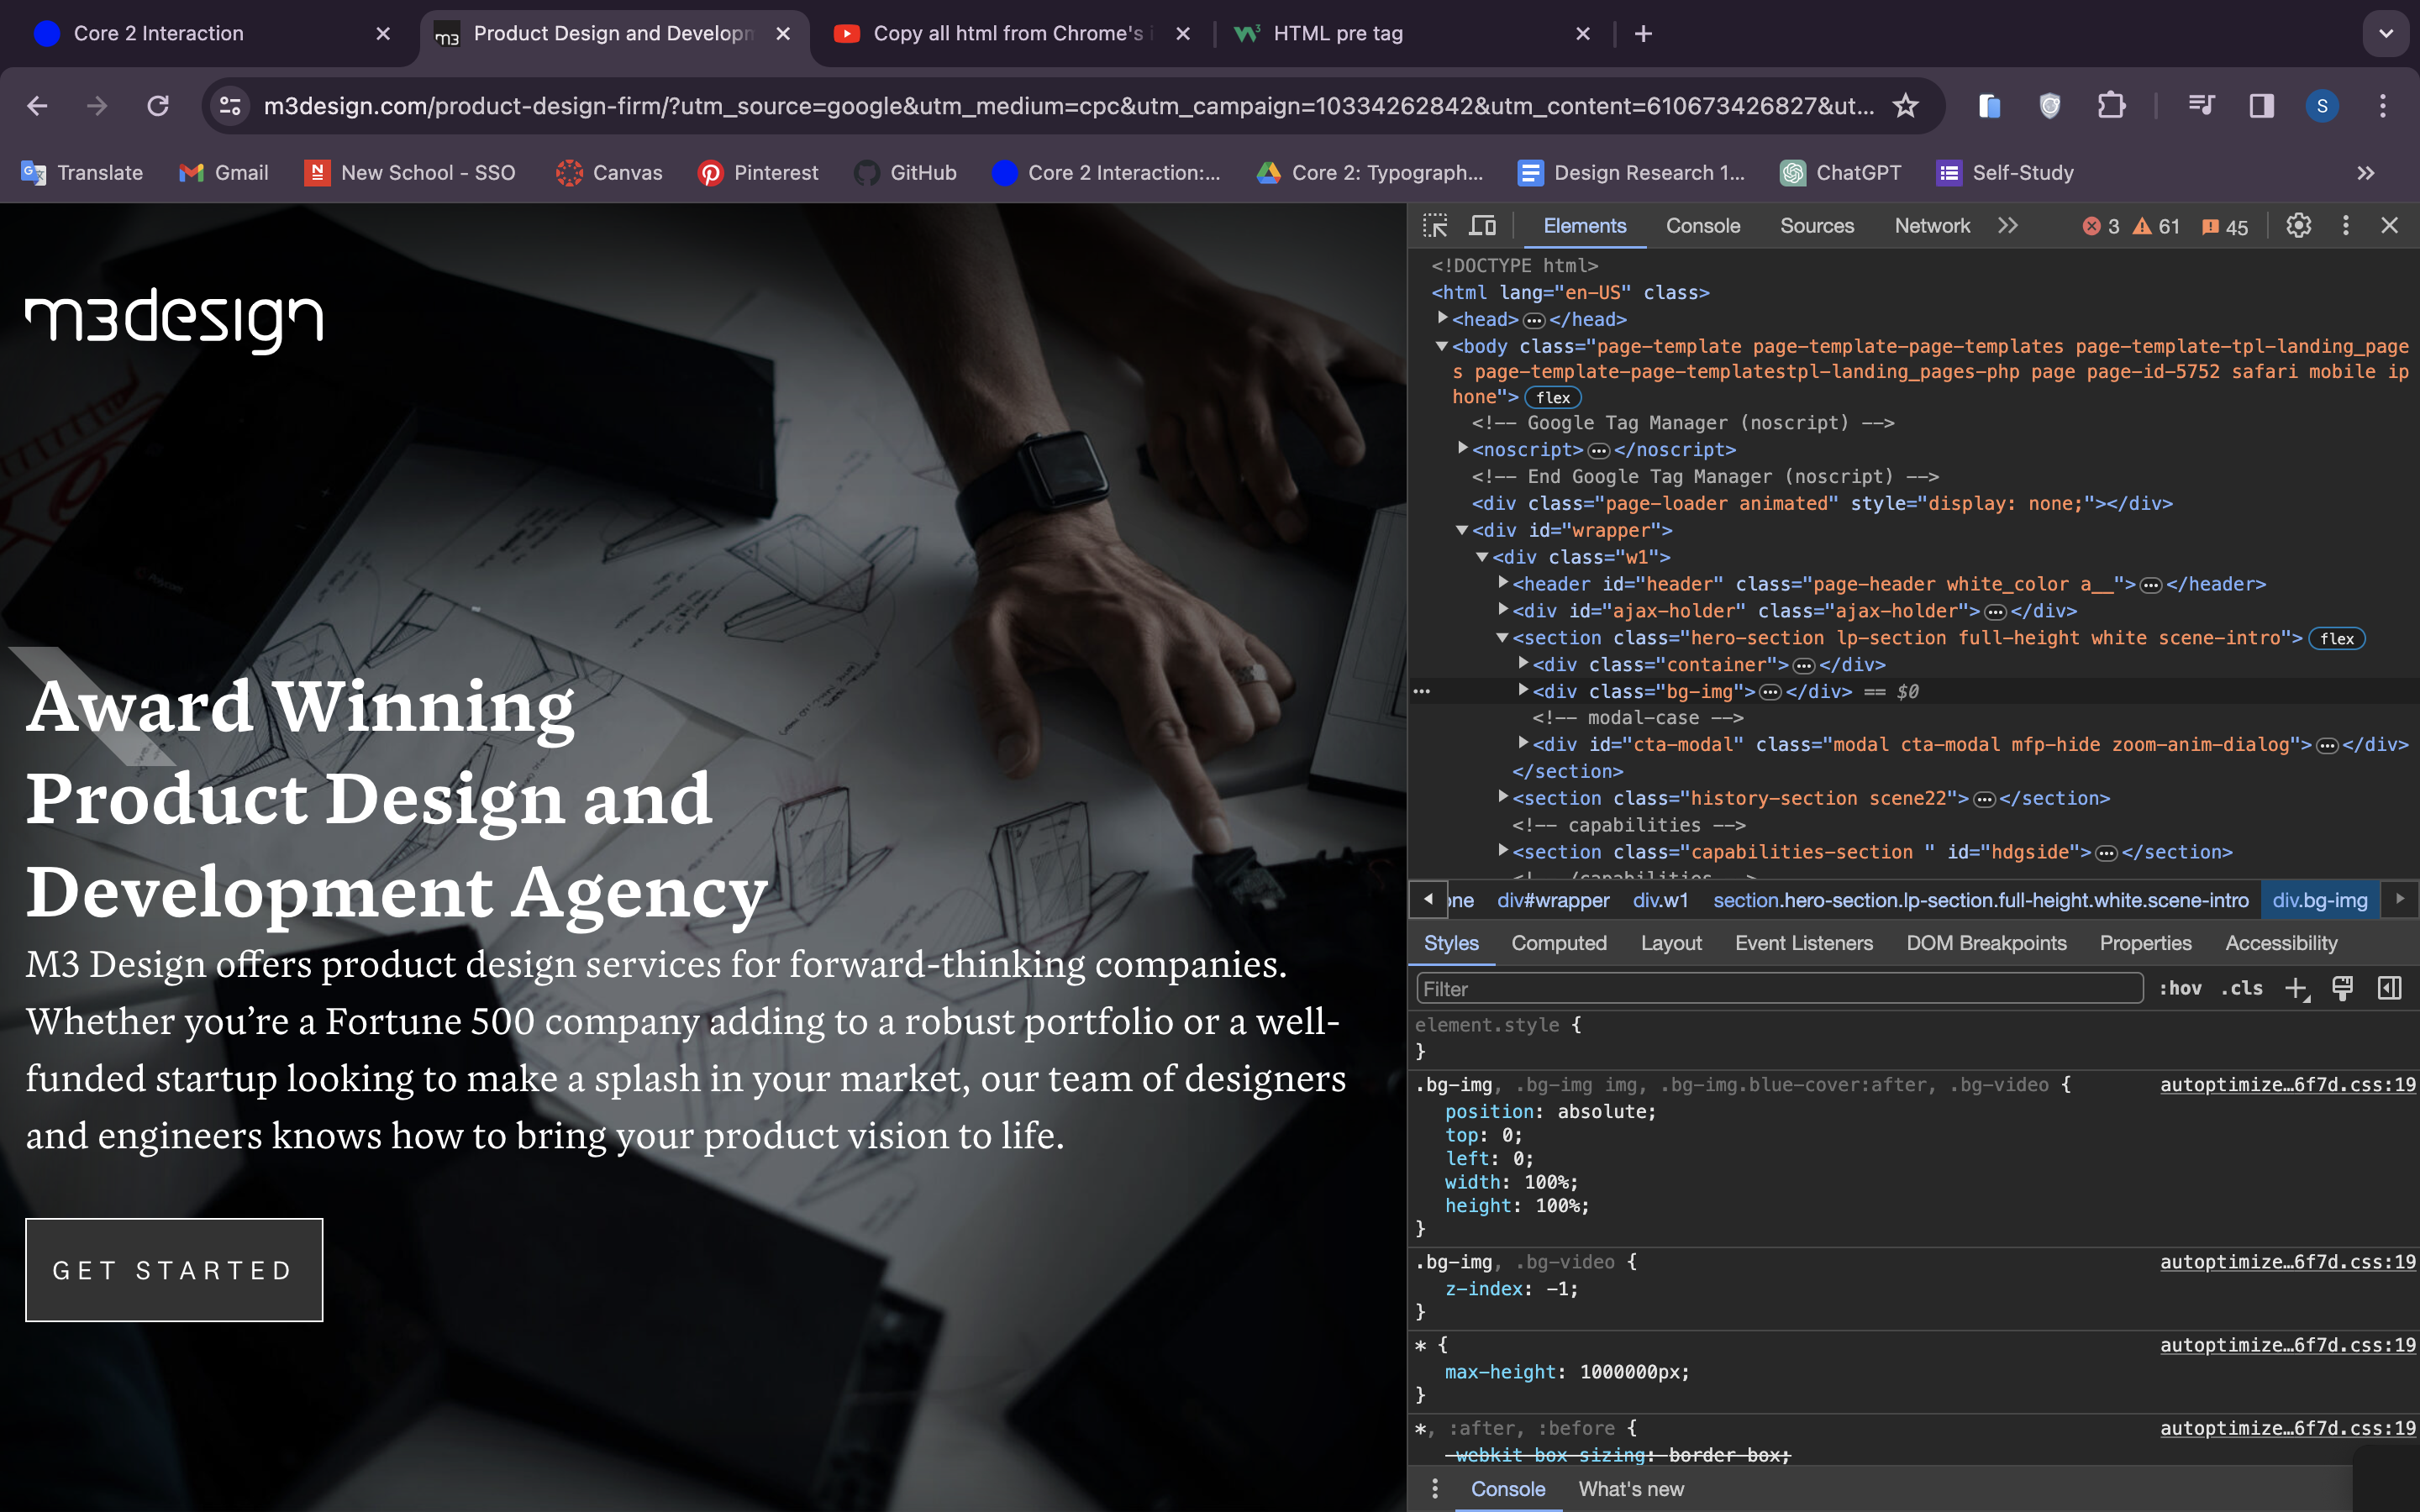 Core 2 Interaction
Product Design and Developm
Copy all html from Chrome's i
HTML pre tag
m3design.com/product-design-firm/?utm_source=google&utm_medium=cpc&utm_campaign=10334262842&utm_content=610673426827&ut...
S
Translate
Gmail
New School - SSO
Canvas
Pinterest
GitHub
Core 2 Interaction:...
Core 2: Typograph...
Design Research 1...
ChatGPT
Self-Study
m3design
Award Winning
Product Design and
Development Agency
M3 Design offers product design services for forward-thinking companies.
Whether you’re a Fortune 500 company adding to a robust portfolio or a well-
funded startup looking to make a splash in your market, our team of designers
and engineers knows how to bring your product vision to life.
GET STARTED
Elements Console Sources Network 3 61 45
<!DOCTYPE html>
<html lang="en-US" class>
<head>…</head>
<body class="page-template page-template-page-templates page-template-tpl-landing_page
s page-template-page-templatestpl-landing_pages-php page page-id-5752 safari mobile ip
hone"> flex
<!-- Google Tag Manager (noscript) -->
<noscript>…</noscript>
<!-- End Google Tag Manager (noscript) -->
<div class="page-loader animated" style="display: none;"></div>
<div id="wrapper">
<div class="w1">
<header id="header" class="page-header white_color a__">…</header>
<div id="ajax-holder" class="ajax-holder">…</div>
<section class="hero-section lp-section full-height white scene-intro"> flex
<div class="container">…</div>
<div class="bg-img">…</div> == $0
<!-- modal-case -->
<div id="cta-modal" class="modal cta-modal mfp-hide zoom-anim-dialog">…</div>
</section>
<section class="history-section scene22">…</section>
<!-- capabilities -->
<section class="capabilities-section " id="hdgside">…</section>
<!-- /capabilities -->
one div#wrapper div.w1 section.hero-section.lp-section.full-height.white.scene-intro div.bg-img
Styles Computed Layout Event Listeners DOM Breakpoints Properties Accessibility
Filter :hov .cls
element.style {
}
.bg-img, .bg-img img, .bg-img.blue-cover:after, .bg-video { autoptimize…6f7d.css:19
position: absolute;
top: 0;
left: 0;
width: 100%;
height: 100%;
}
.bg-img, .bg-video { autoptimize…6f7d.css:19
z-index: -1;
}
* { autoptimize…6f7d.css:19
max-height: 1000000px;
}
*, :after, :before { autoptimize…6f7d.css:19
-webkit-box-sizing: border-box;
Console What's new